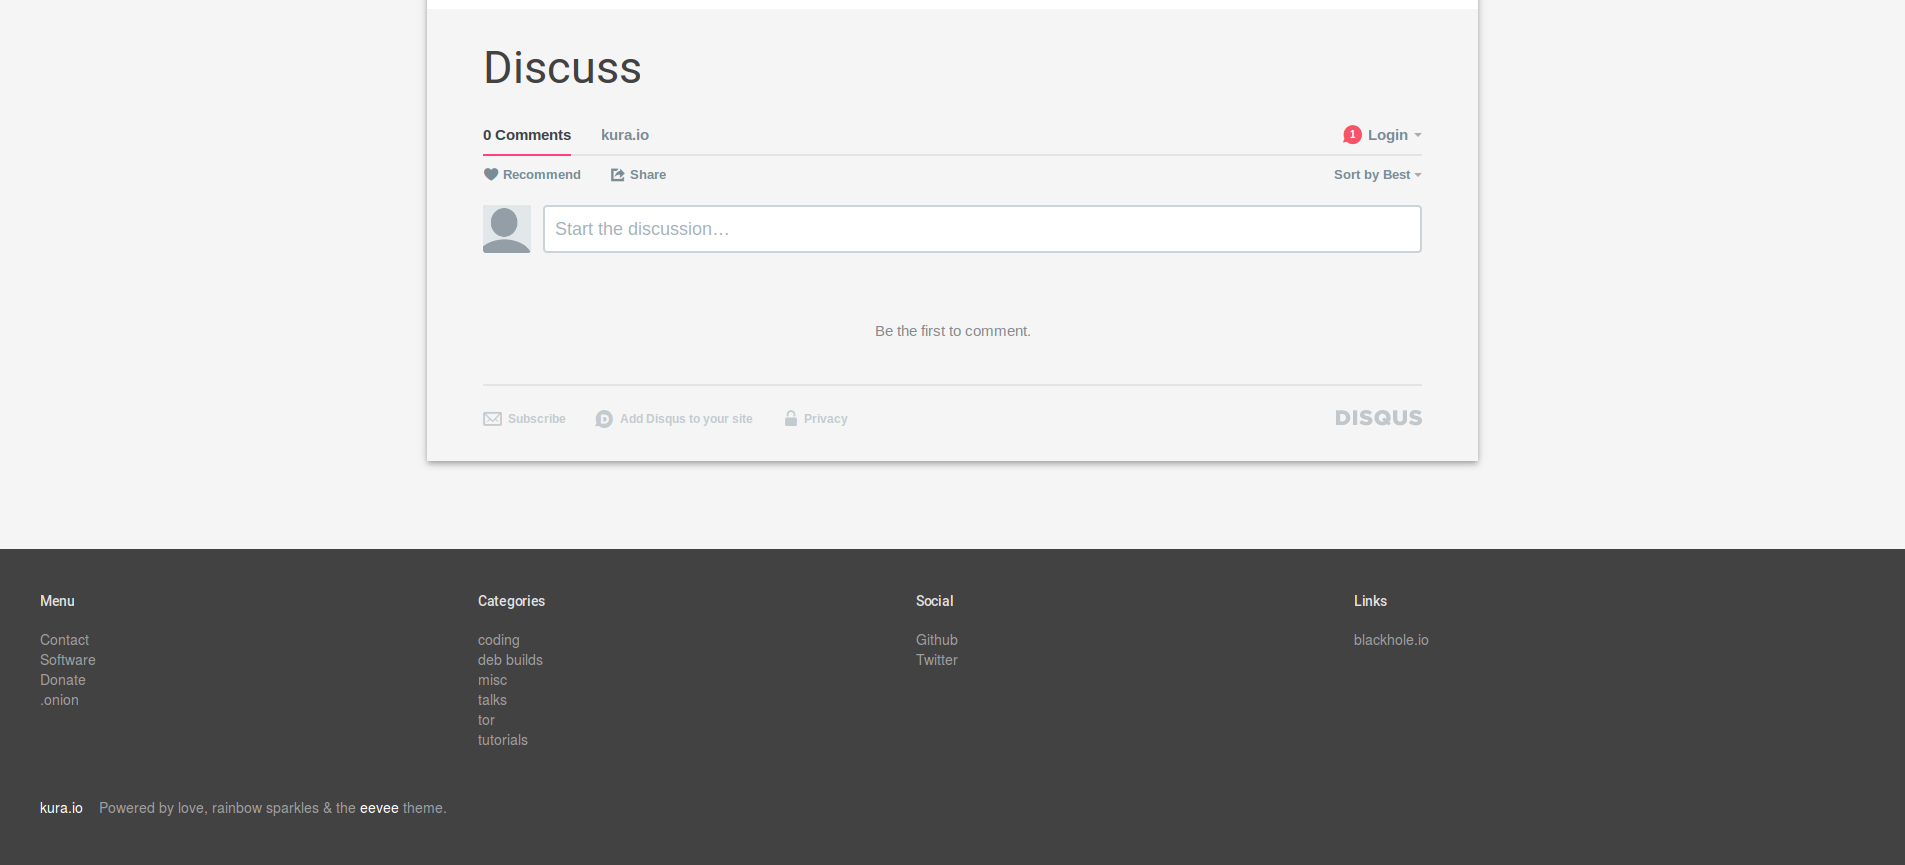 Discuss
0 Comments kura.io 1 Login
Recommend Share Sort by Best
Start the discussion…
Be the first to comment.
Subscribe D Add Disqus to your site Privacy DISQUS
Menu
Contact
Software
Donate
.onion
Categories
coding
deb builds
misc
talks
tor
tutorials
Social
Github
Twitter
Links
blackhole.io
kura.io Powered by love, rainbow sparkles & the eevee theme.